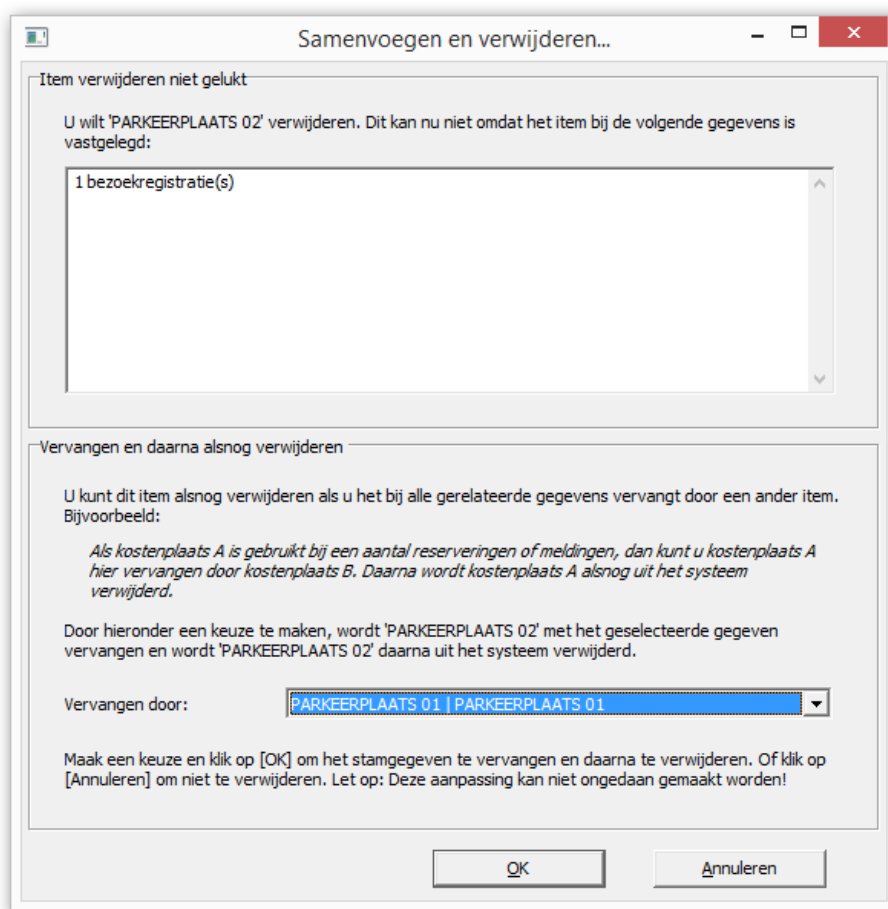 Samenvoegen en verwijderen...
Item verwijderen niet gelukt
U wilt 'PARKEERPLAATS 02' verwijderen. Dit kan nu niet omdat het item bij de volgende gegevens is
vastgelegd:
1 bezoekregistratie(s)
Vervangen en daarna alsnog verwijderen
U kunt dit item alsnog verwijderen als u het bij alle gerelateerde gegevens vervangt door een ander item.
Bijvoorbeeld:
Als kostenplaats A is gebruikt bij een aantal reserveringen of meldingen, dan kunt u kostenplaats A
hier vervangen door kostenplaats B. Daarna wordt kostenplaats A alsnog uit het systeem
verwijderd.
Door hieronder een keuze te maken, wordt 'PARKEERPLAATS 02' met het geselecteerde gegeven
vervangen en wordt 'PARKEERPLAATS 02' daarna uit het systeem verwijderd.
Vervangen door: PARKEERPLAATS 01 | PARKEERPLAATS 01
Maak een keuze en klik op [OK] om het stamgegeven te vervangen en daarna te verwijderen. Of klik op
[Annuleren] om niet te verwijderen. Let op: Deze aanpassing kan niet ongedaan gemaakt worden!
OK Annuleren